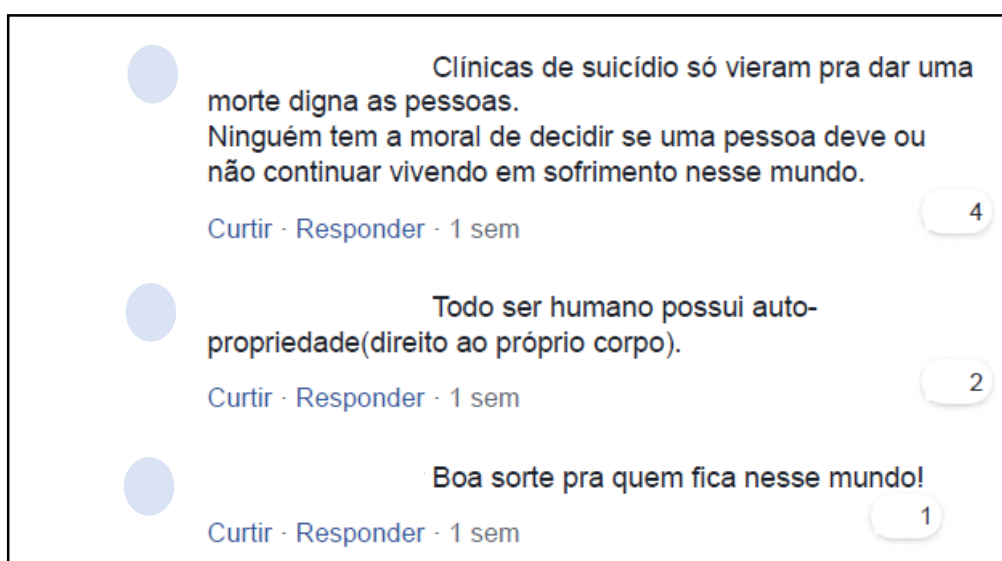 Clínicas de suicídio só vieram pra dar uma
morte digna as pessoas.
Ninguém tem a moral de decidir se uma pessoa deve ou
não continuar vivendo em sofrimento nesse mundo.
Curtir · Responder · 1 sem
4
Todo ser humano possui auto-
propriedade(direito ao próprio corpo).
Curtir · Responder · 1 sem
2
Boa sorte pra quem fica nesse mundo!
Curtir · Responder · 1 sem
1